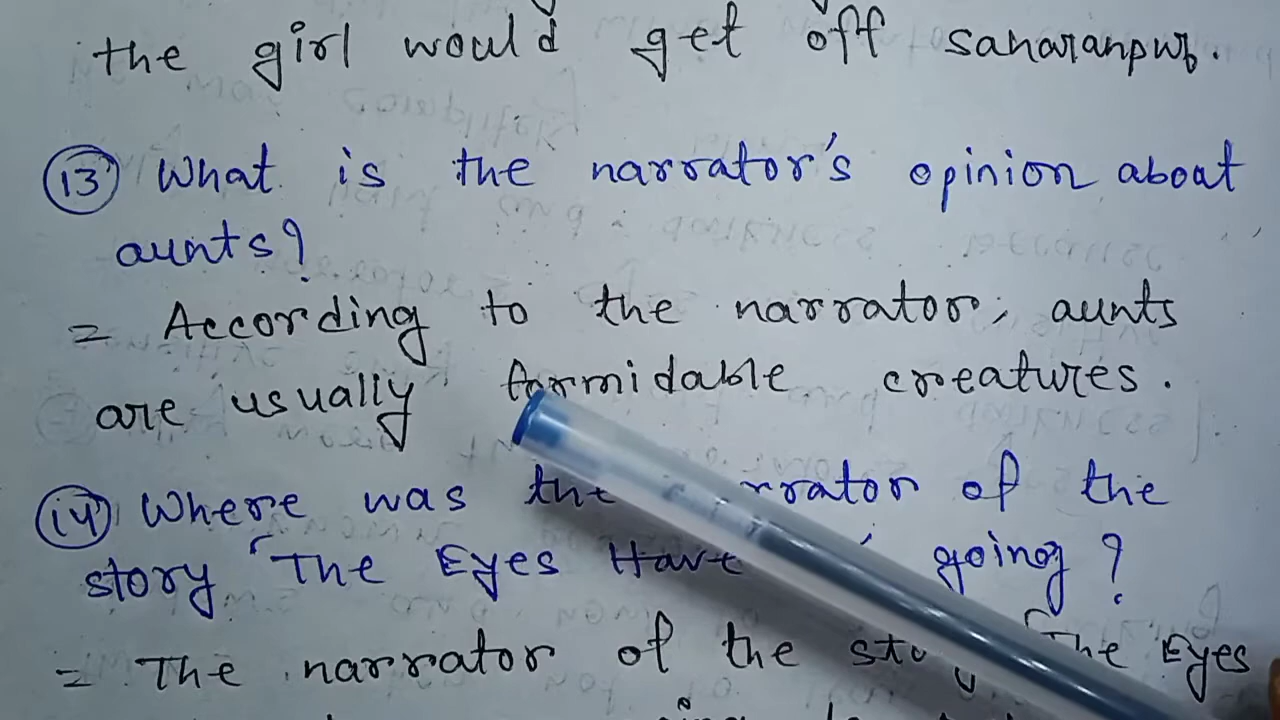 the girl would get off saharanpur.
(13) What is the narrator's opinion about
aunts?
= According to the narrator, aunts
are usually formidable creatures.
(14) Where was the rrator of the
story "The Eyes Have going?
= The narrator of the sto "The Eyes